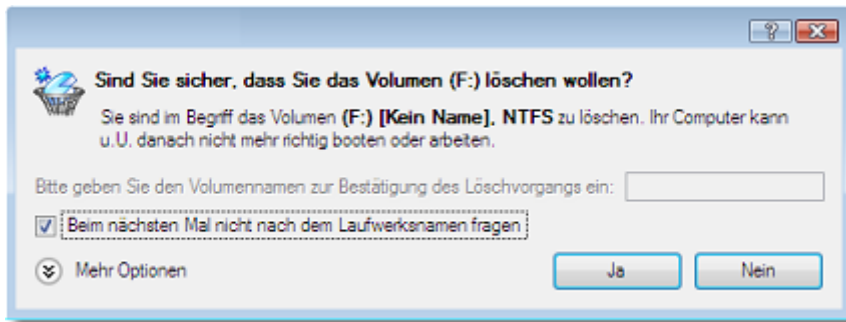 Sind Sie sicher, dass Sie das Volumen (F:) löschen wollen?
Sie sind im Begriff das Volumen (F:) [Kein Name], NTFS zu löschen. Ihr Computer kann
u.U. danach nicht mehr richtig booten oder arbeiten.
Bitte geben Sie den Volumennamen zur Bestätigung des Löschvorgangs ein:
Beim nächsten Mal nicht nach dem Laufwerksnamen fragen
Mehr Optionen
Ja
Nein